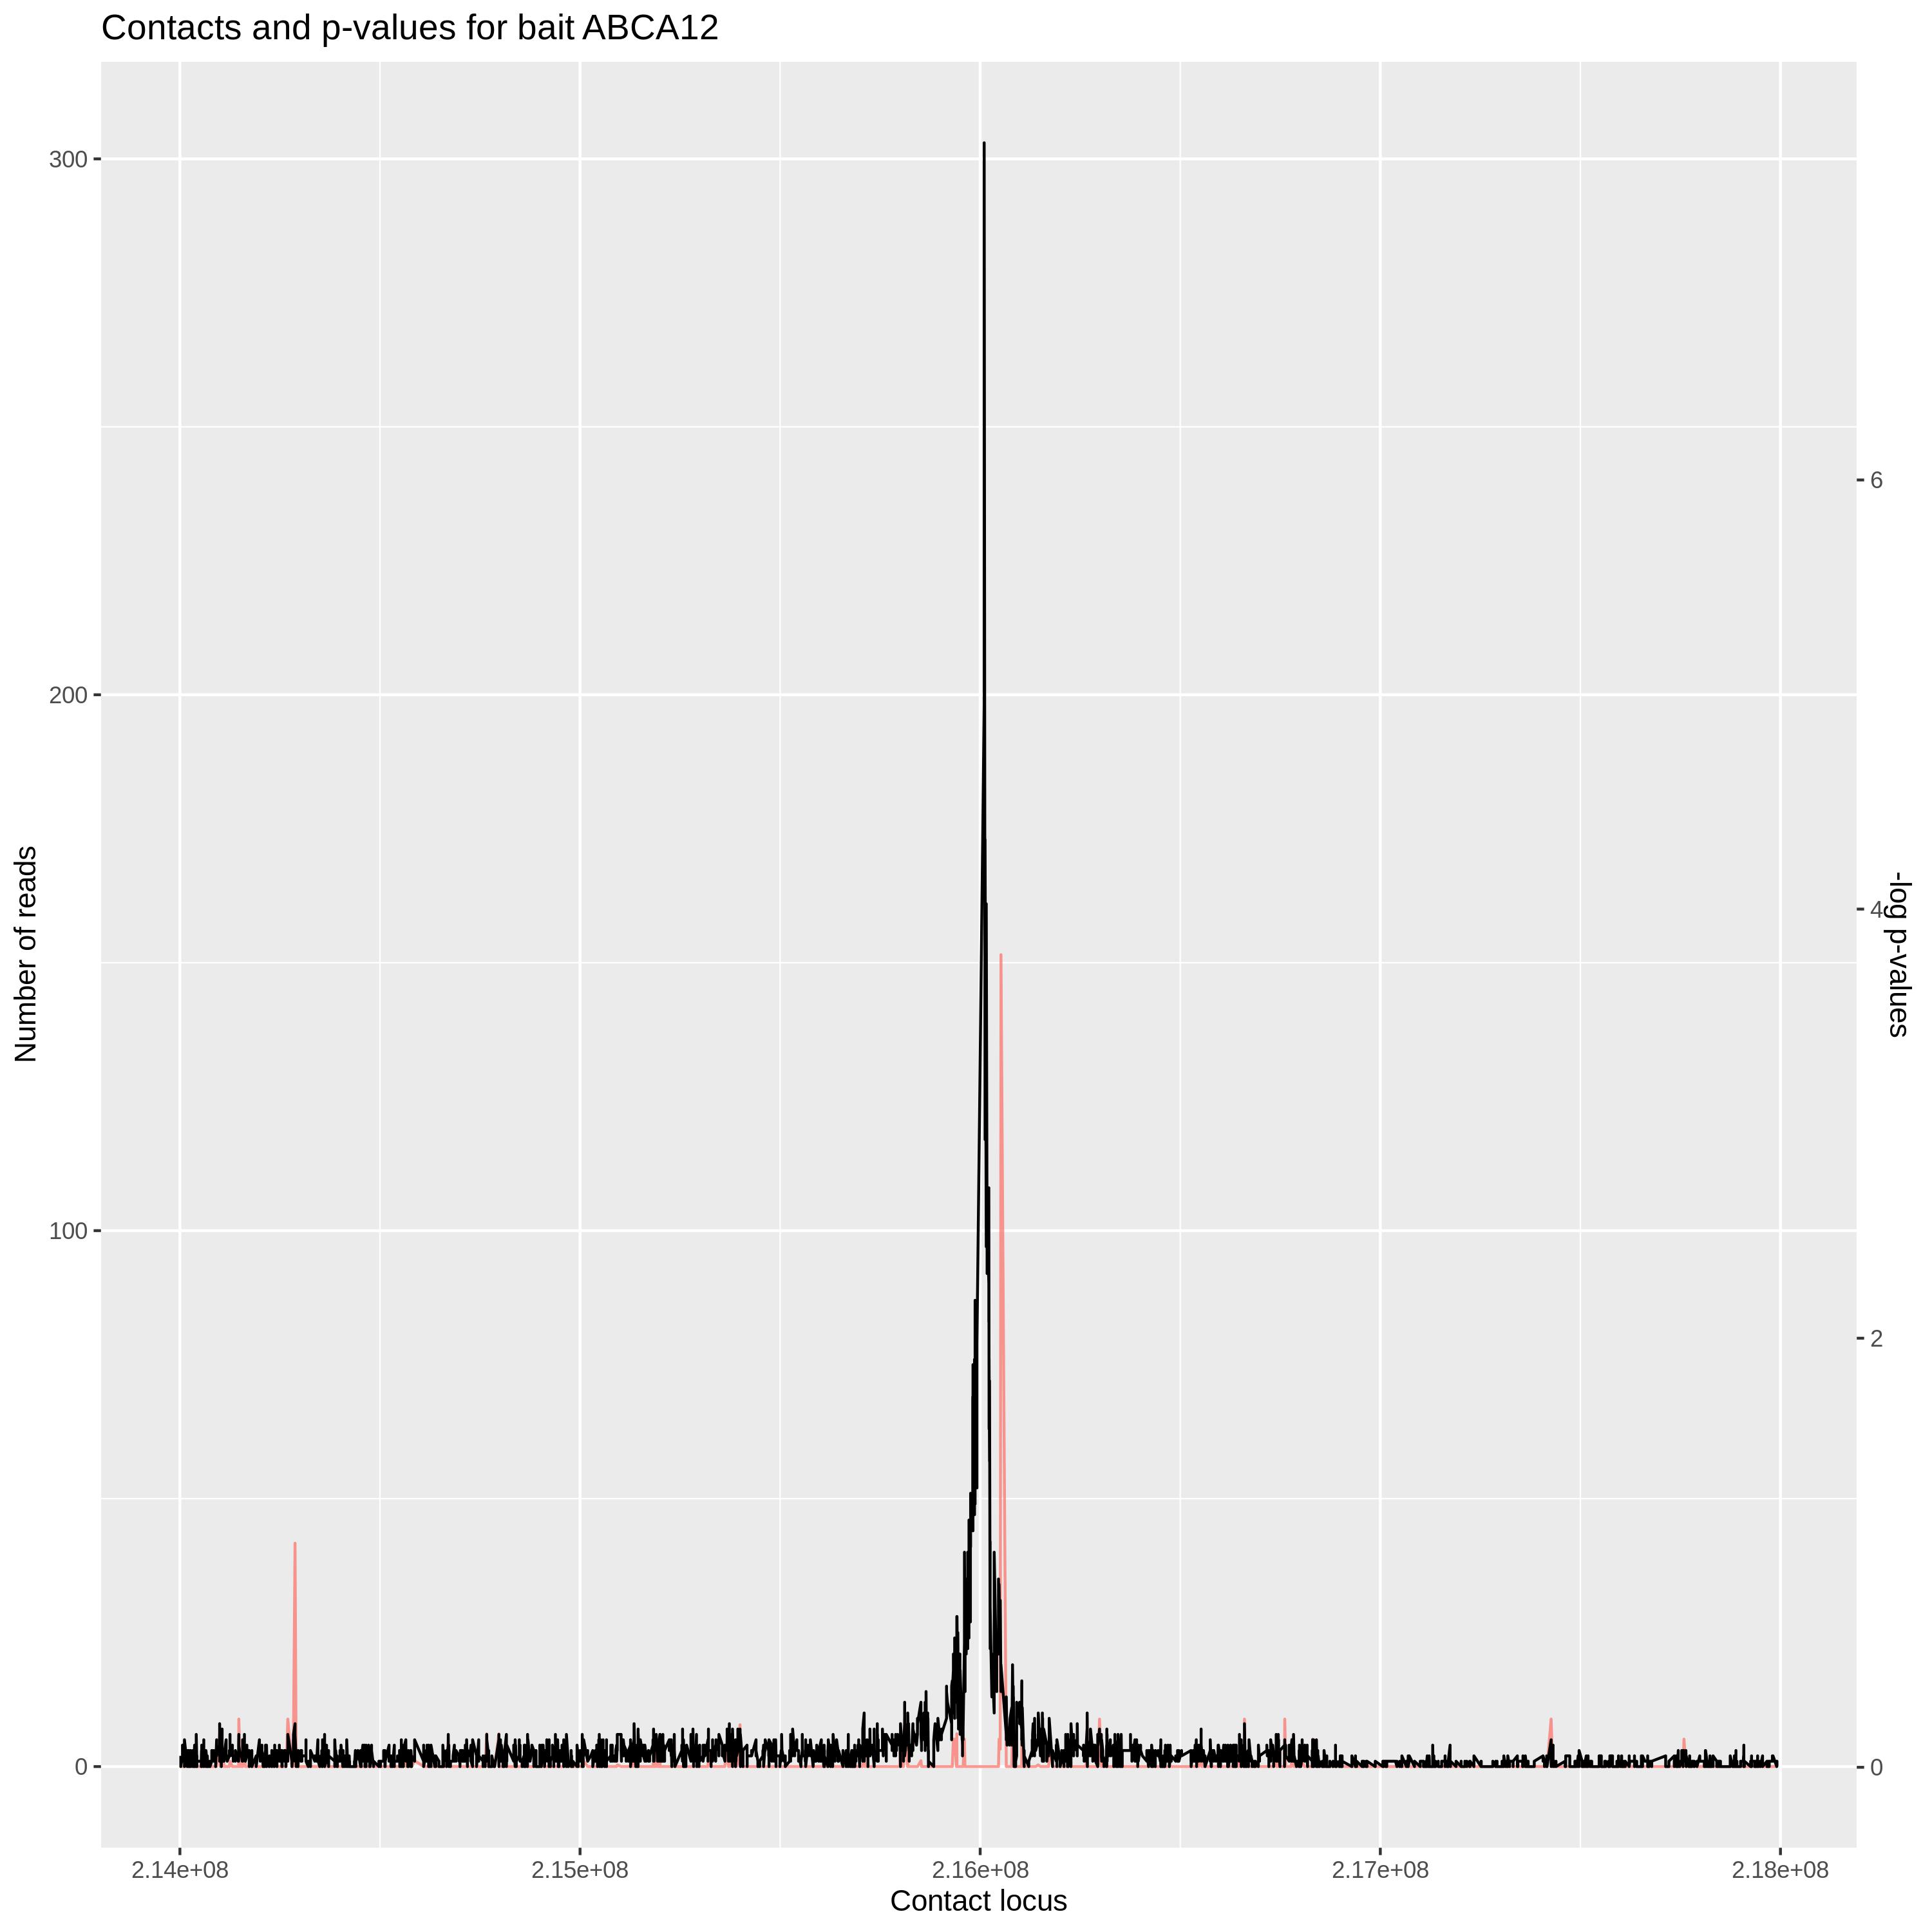 Contacts and p-values for bait ABCA12
300
200
100
0
Number of reads
6
4
2
0
-log p-values
2.14e+08
2.15e+08
2.16e+08
2.17e+08
2.18e+08
Contact locus